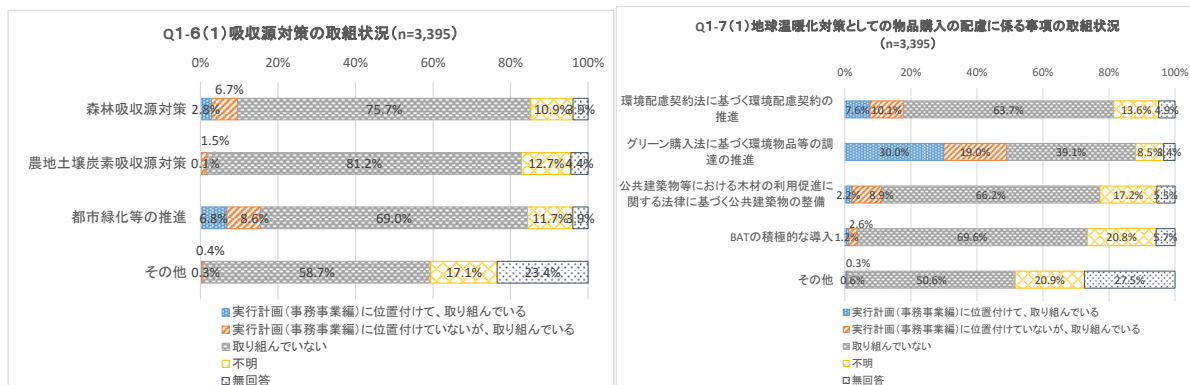 Q1-6(1)吸収源対策の取組状況(n=3,395)
0% 20% 40% 60% 80% 100%
6.7%
森林吸収源対策 2.8% 75.7% 10.9% 3.9%
1.5%
農地土壌炭素吸収源対策 0.1% 81.2% 12.7% 4.4%
都市緑化等の推進 6.8% 8.6% 69.0% 11.7% 3.9%
0.4%
その他 0.3% 58.7% 17.1% 23.4%
実行計画(事務事業編)に位置付けて、取り組んでいる
実行計画(事務事業編)に位置付けていないが、取り組んでいる
取り組んでいない
不明
無回答
Q1-7(1)地球温暖化対策としての物品購入の配慮に係る事項の取組状況
(n=3,395)
0% 20% 40% 60% 80% 100%
環境配慮契約法に基づく環境配慮契約の
推進
7.6% 10.1% 63.7% 13.6% 4.9%
グリーン購入法に基づく環境物品等の調
達の推進
30.0% 19.0% 39.1% 8.5% 3.4%
公共建築物等における木材の利用促進に
関する法律に基づく公共建築物の整備
2.2% 8.9% 66.2% 17.2% 5.5%
2.6%
BATの積極的な導入 1.2% 69.6% 20.8% 5.7%
0.3%
その他 0.6% 50.6% 20.9% 27.5%
実行計画(事務事業編)に位置付けて、取り組んでいる
実行計画(事務事業編)に位置付けていないが、取り組んでいる
取り組んでいない
不明
無回答